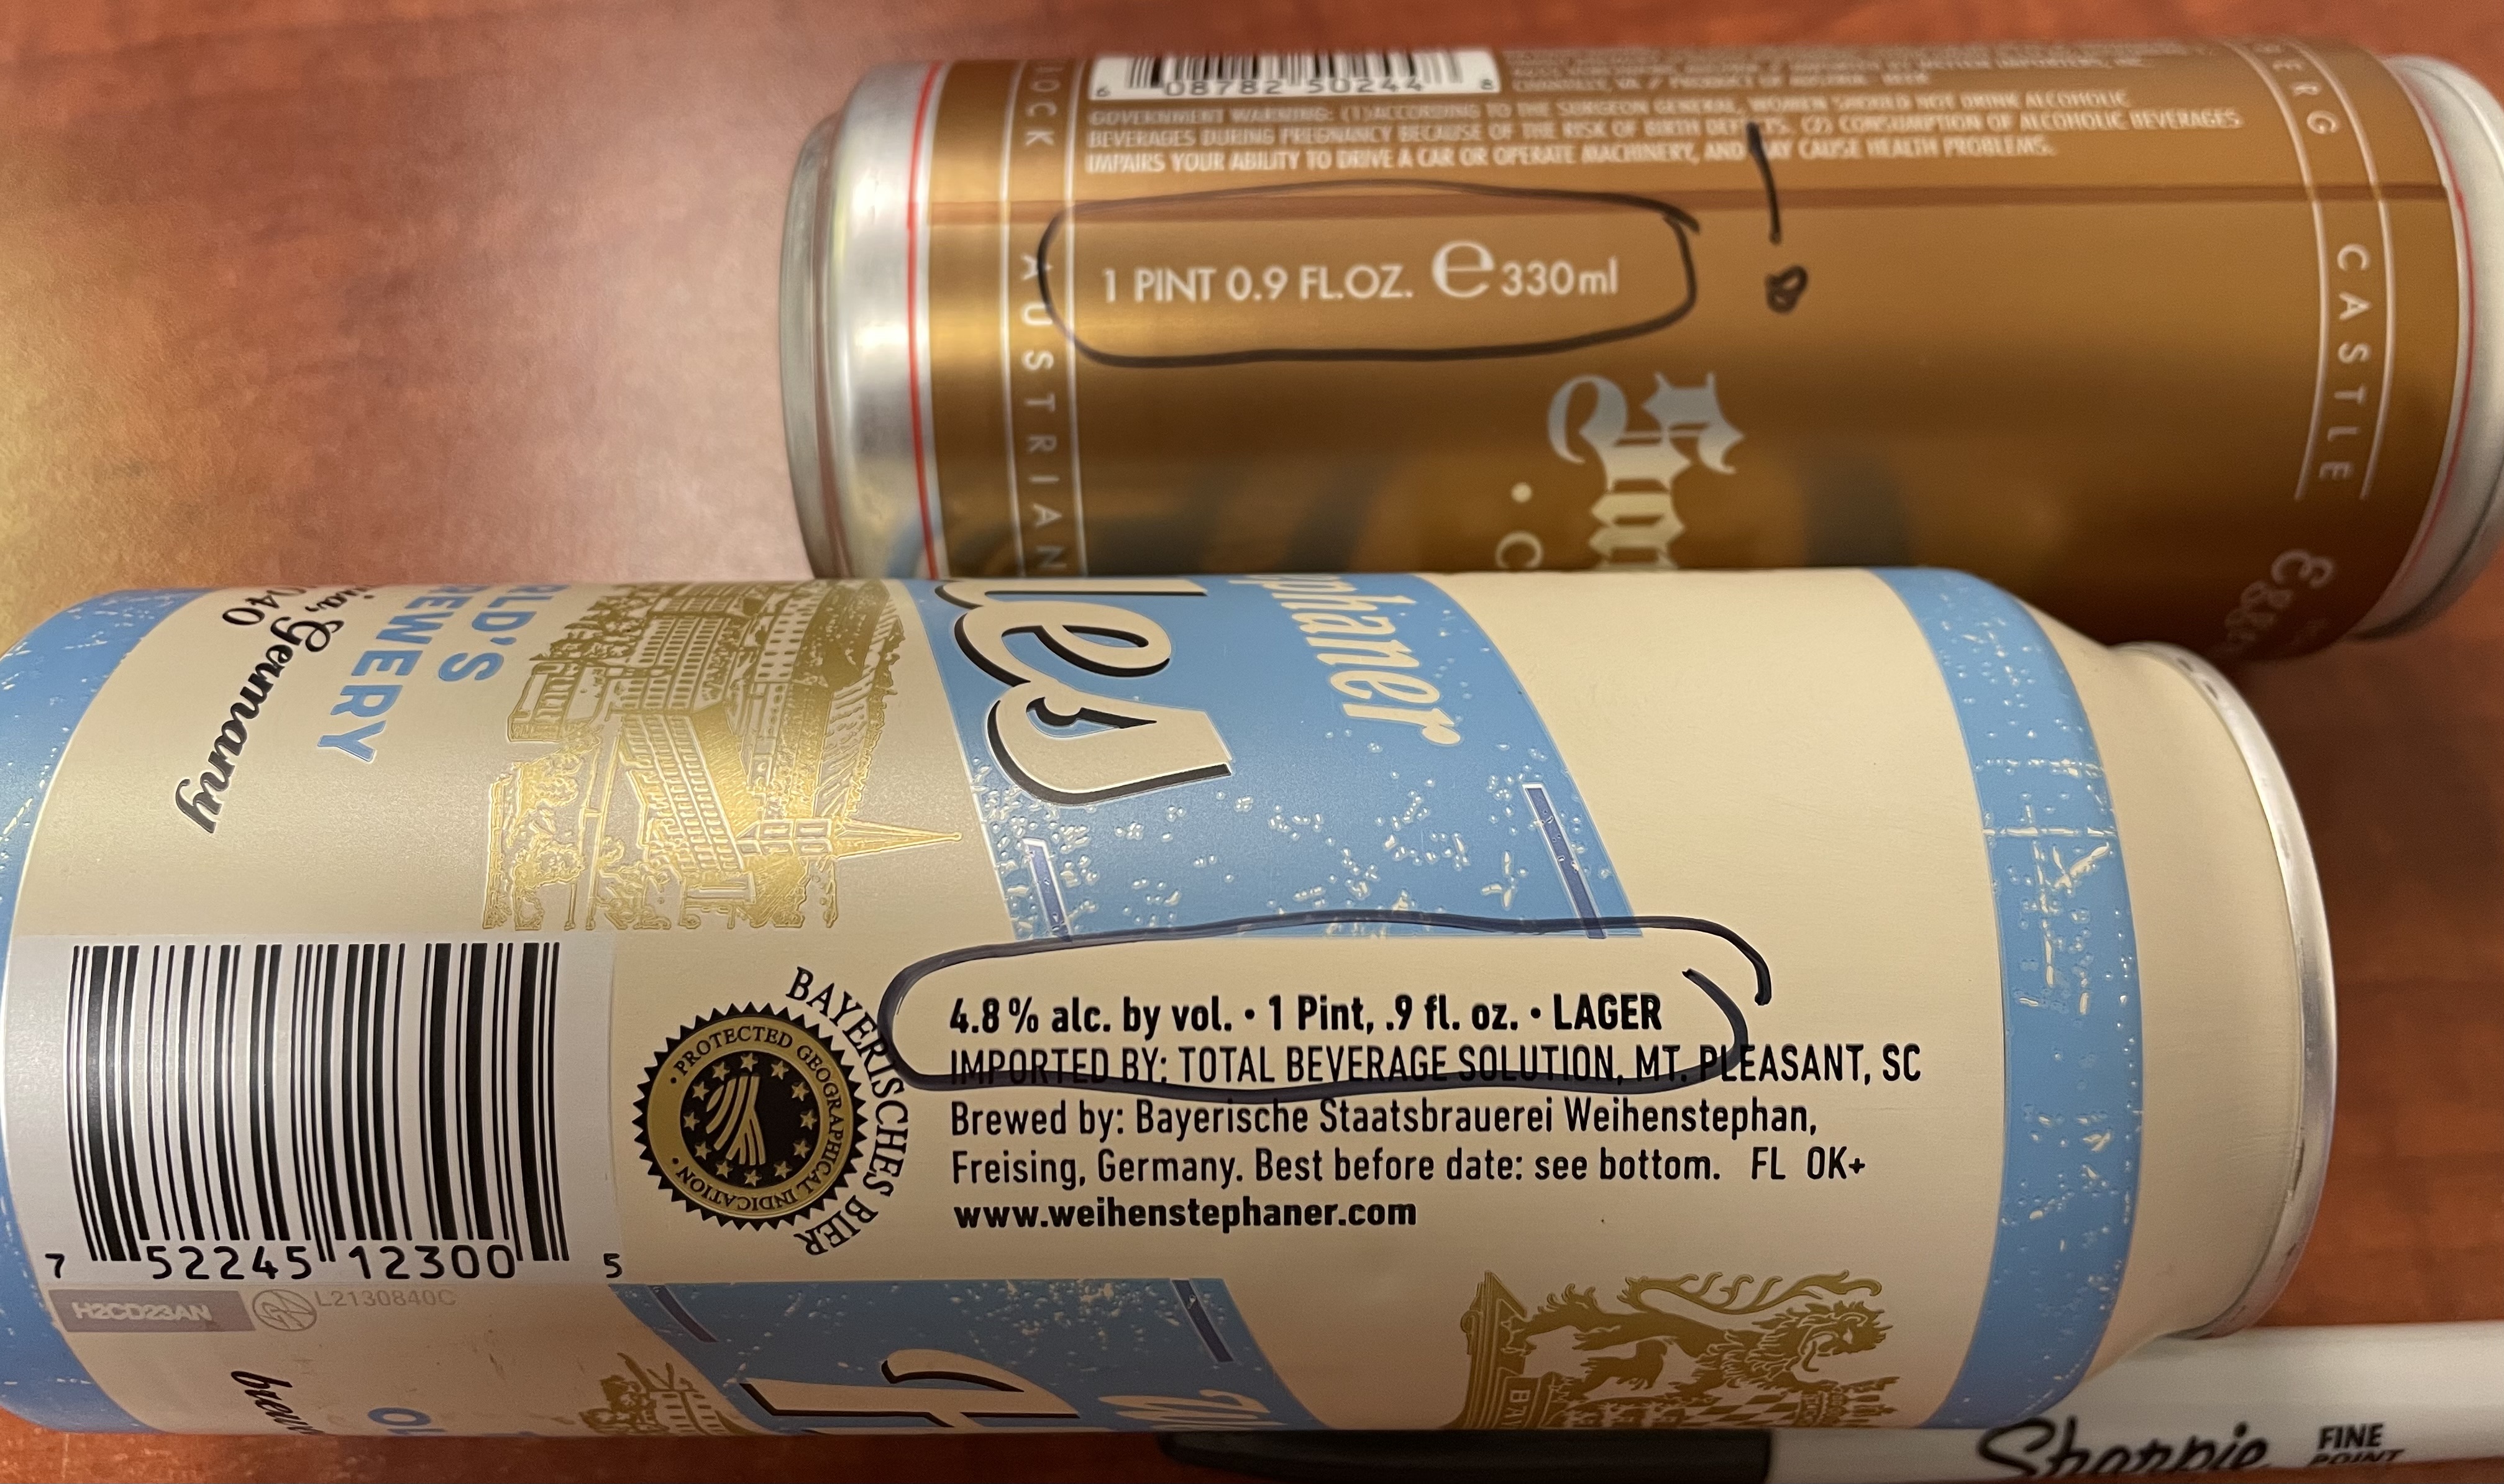 6 08782 50244 8
GOVERNMENT WARNING: (1) ACCORDING TO THE SURGEON GENERAL, WOMEN SHOULD NOT DRINK ALCOHOLIC
BEVERAGES DURING PREGNANCY BECAUSE OF THE RISK OF BIRTH DEFECTS. (2) CONSUMPTION OF ALCOHOLIC BEVERAGES
IMPAIRS YOUR ABILITY TO DRIVE A CAR OR OPERATE MACHINERY, AND MAY CAUSE HEALTH PROBLEMS.
AUSTRIAN
1 PINT 0.9 FL.OZ. ℮ 330ml
!
CASTLE
Germany
4.8% alc. by vol. • 1 Pint, .9 fl. oz. • LAGER
IMPORTED BY: TOTAL BEVERAGE SOLUTION, MT. PLEASANT, SC
Brewed by: Bayerische Staatsbrauerei Weihenstephan,
Freising, Germany. Best before date: see bottom. FL OK+
www.weihenstephaner.com
BAYERISCHES BIER
• PROTECTED GEOGRAPHICAL INDICATION •
7 52245 12300 5
H2CD23AN
L2130840C
Sharpie
FINE
POINT